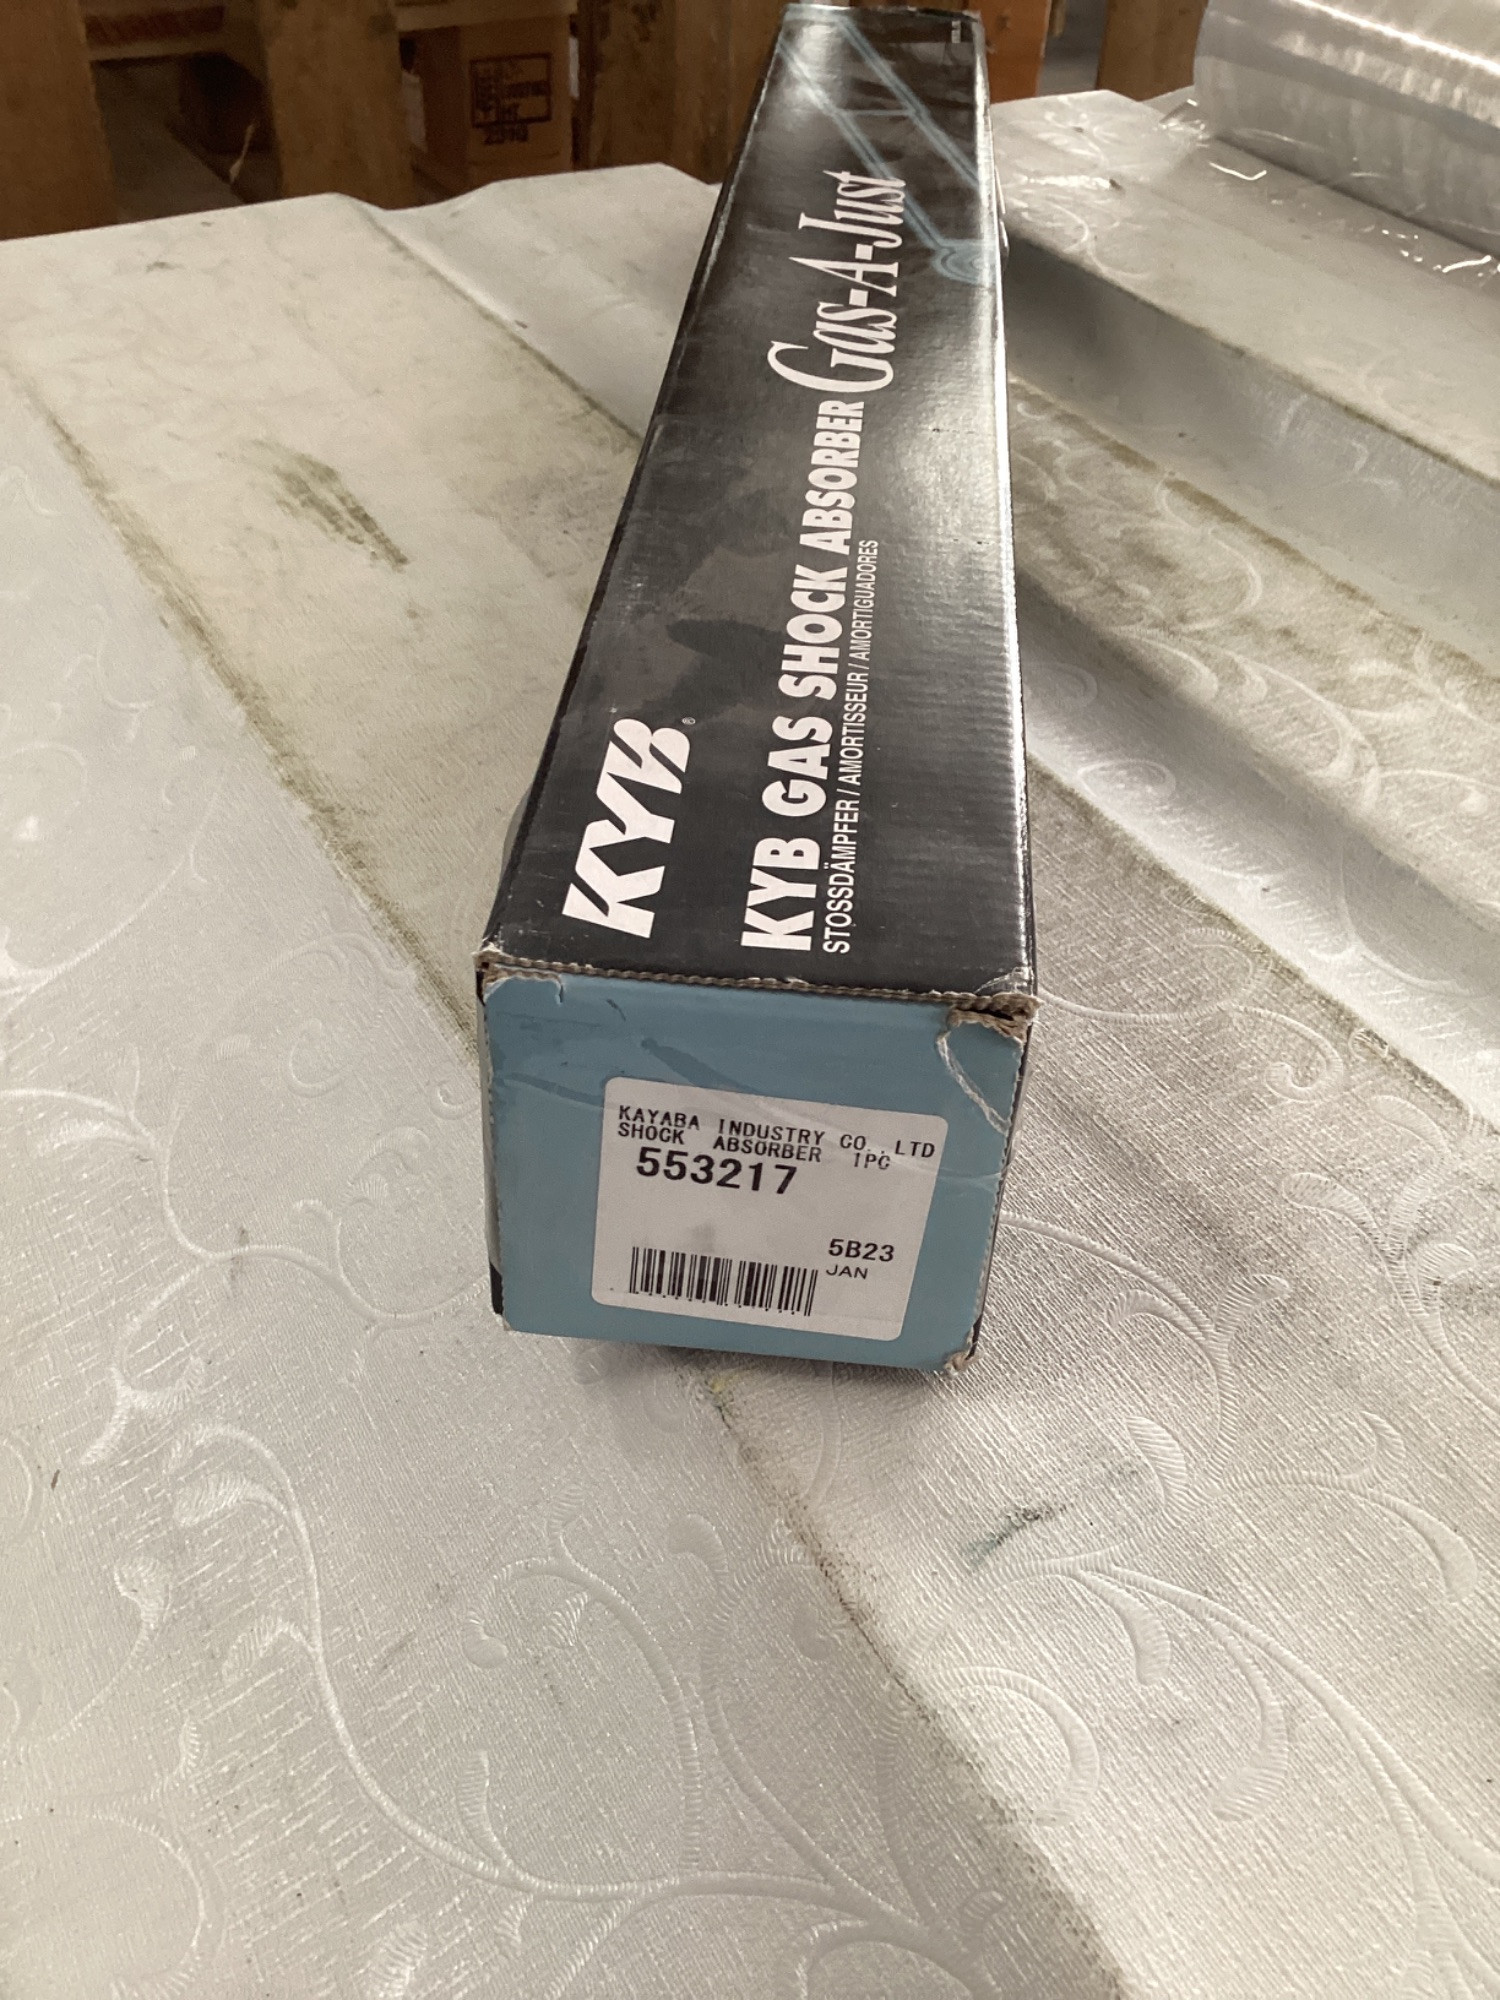 KYB®
KYB GAS SHOCK ABSORBER Gas-A-Just
STOSSDÄMPFER / AMORTISSEUR / AMORTIGUADORES
KAYABA INDUSTRY CO.,LTD
SHOCK ABSORBER 1PC
553217
5B23
JAN